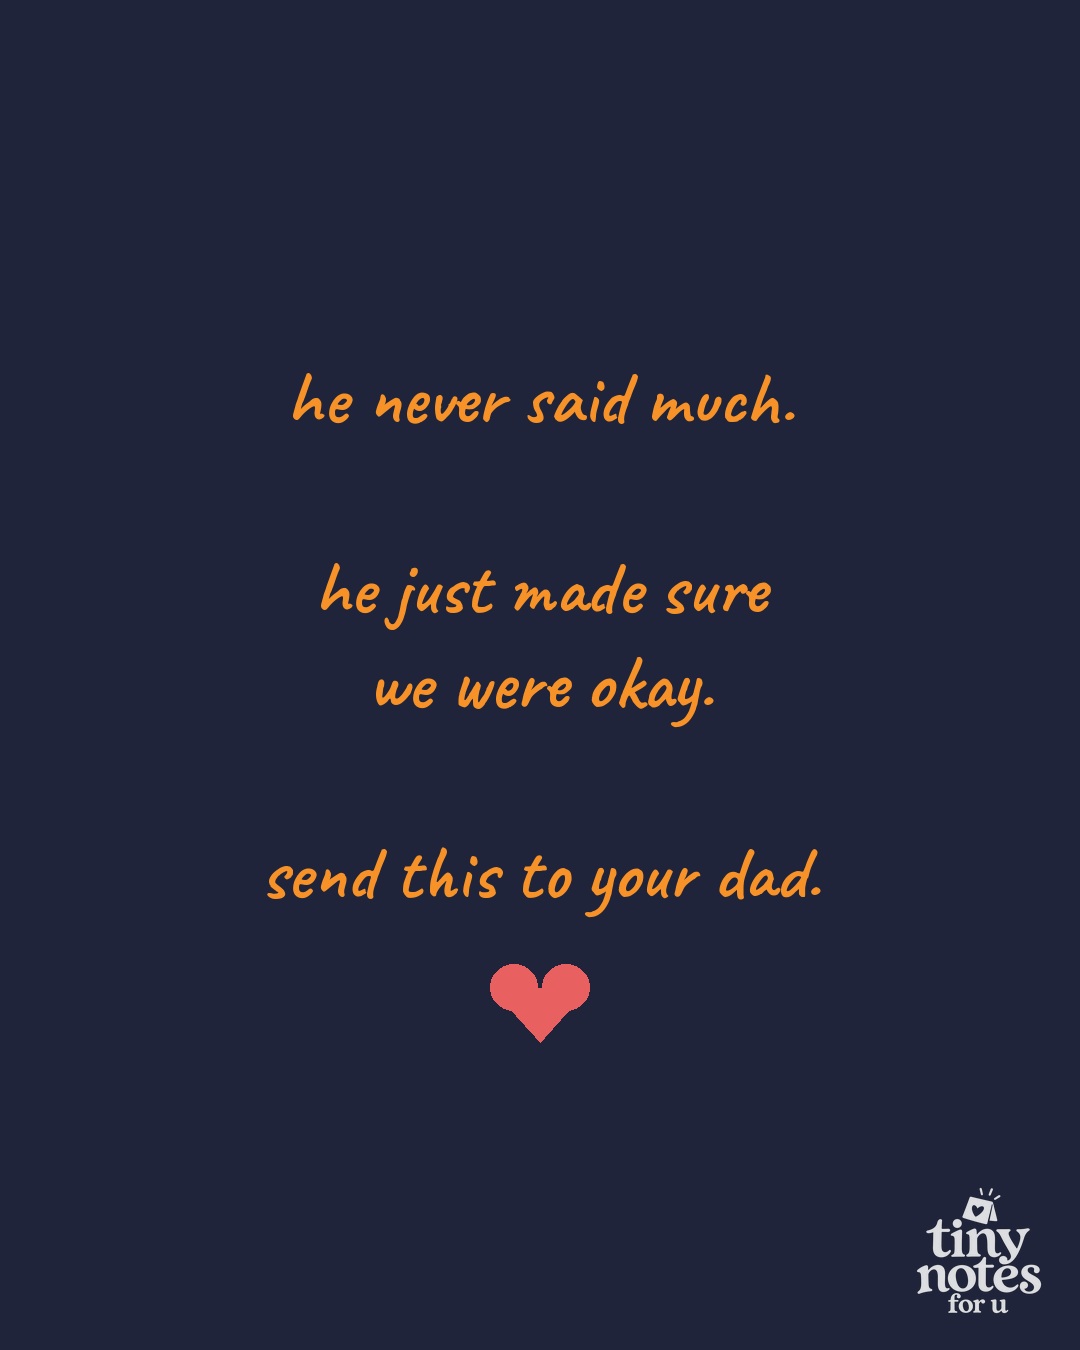 he never said much.
he just made sure
we were okay.
send this to your dad.
tiny
notes
for u